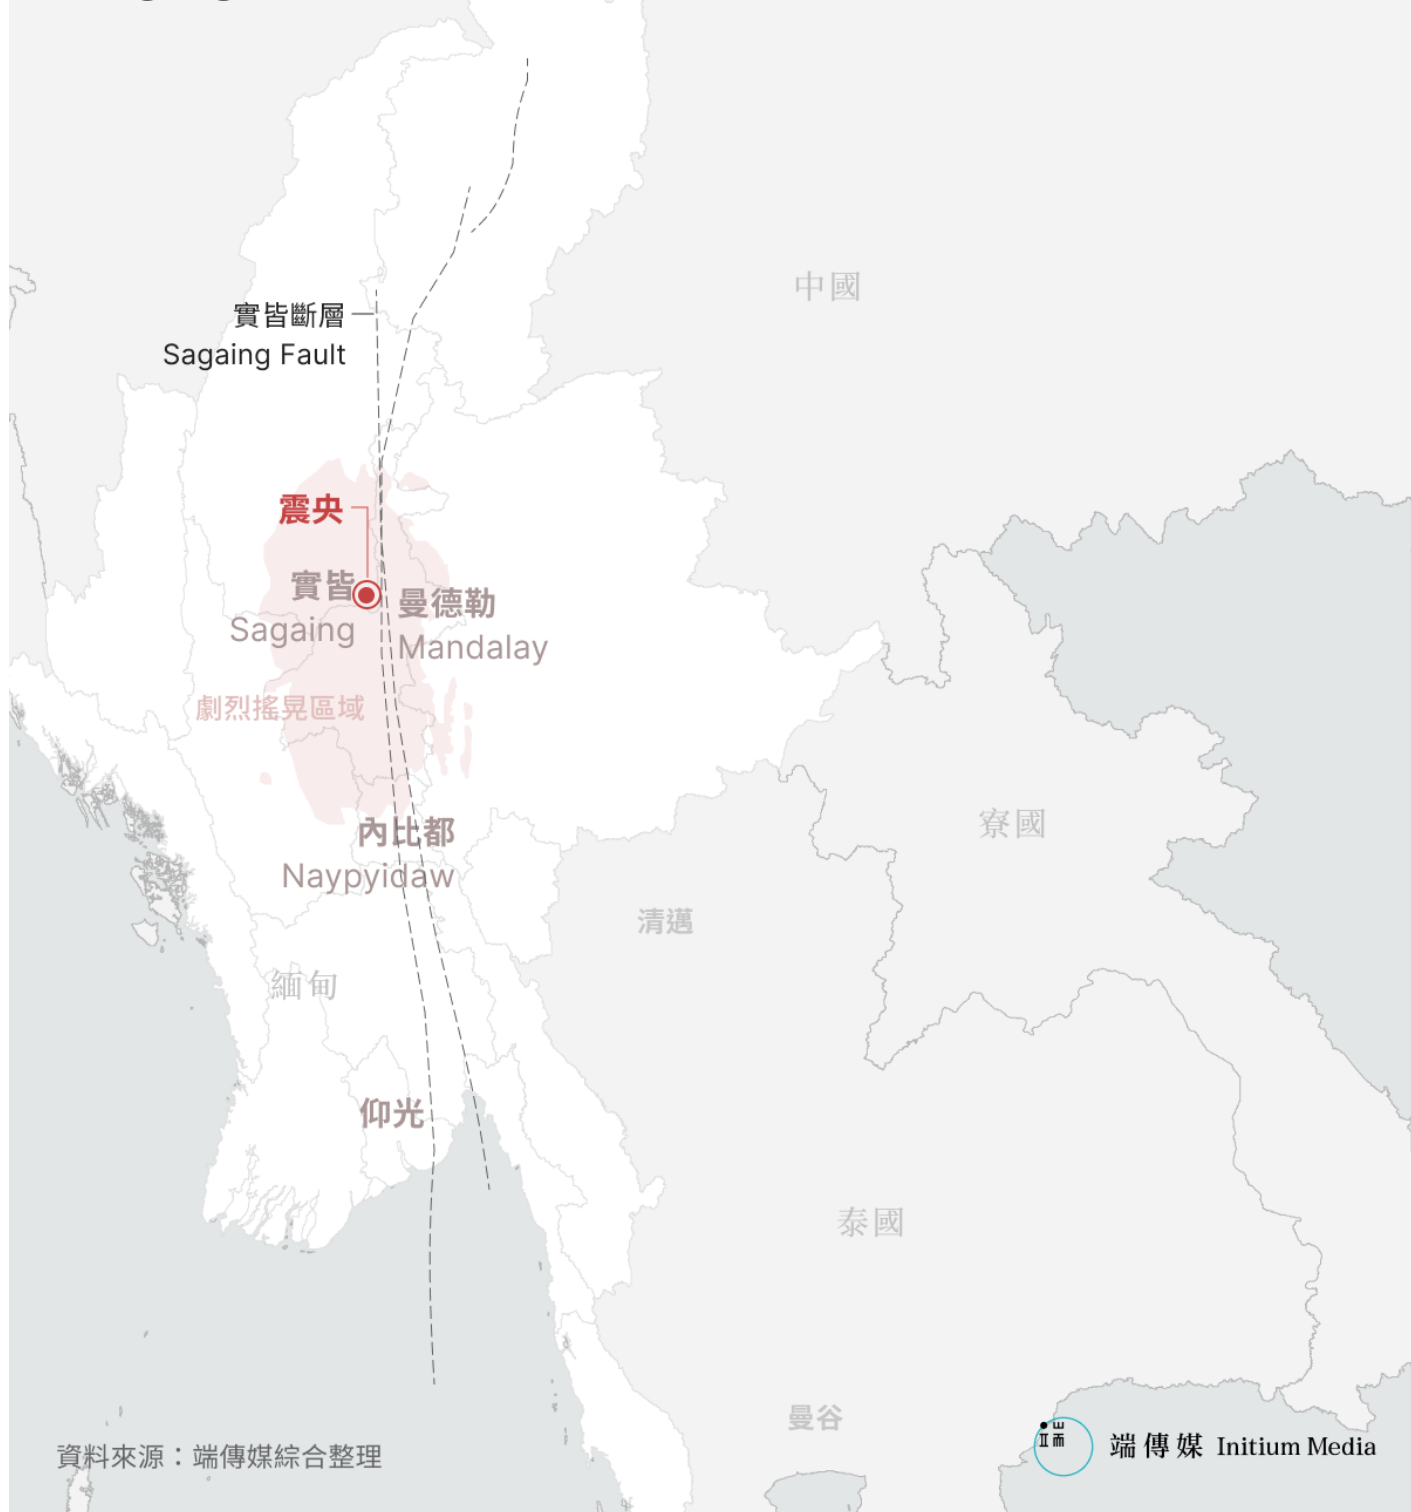 中國
實皆斷層
Sagaing Fault
震央
實皆
Sagaing
曼德勒
Mandalay
劇烈搖晃區域
內比都
Naypyidaw
寮國
清邁
緬甸
仰光
泰國
曼谷
資料來源：端傳媒綜合整理
端傳媒 Initium Media